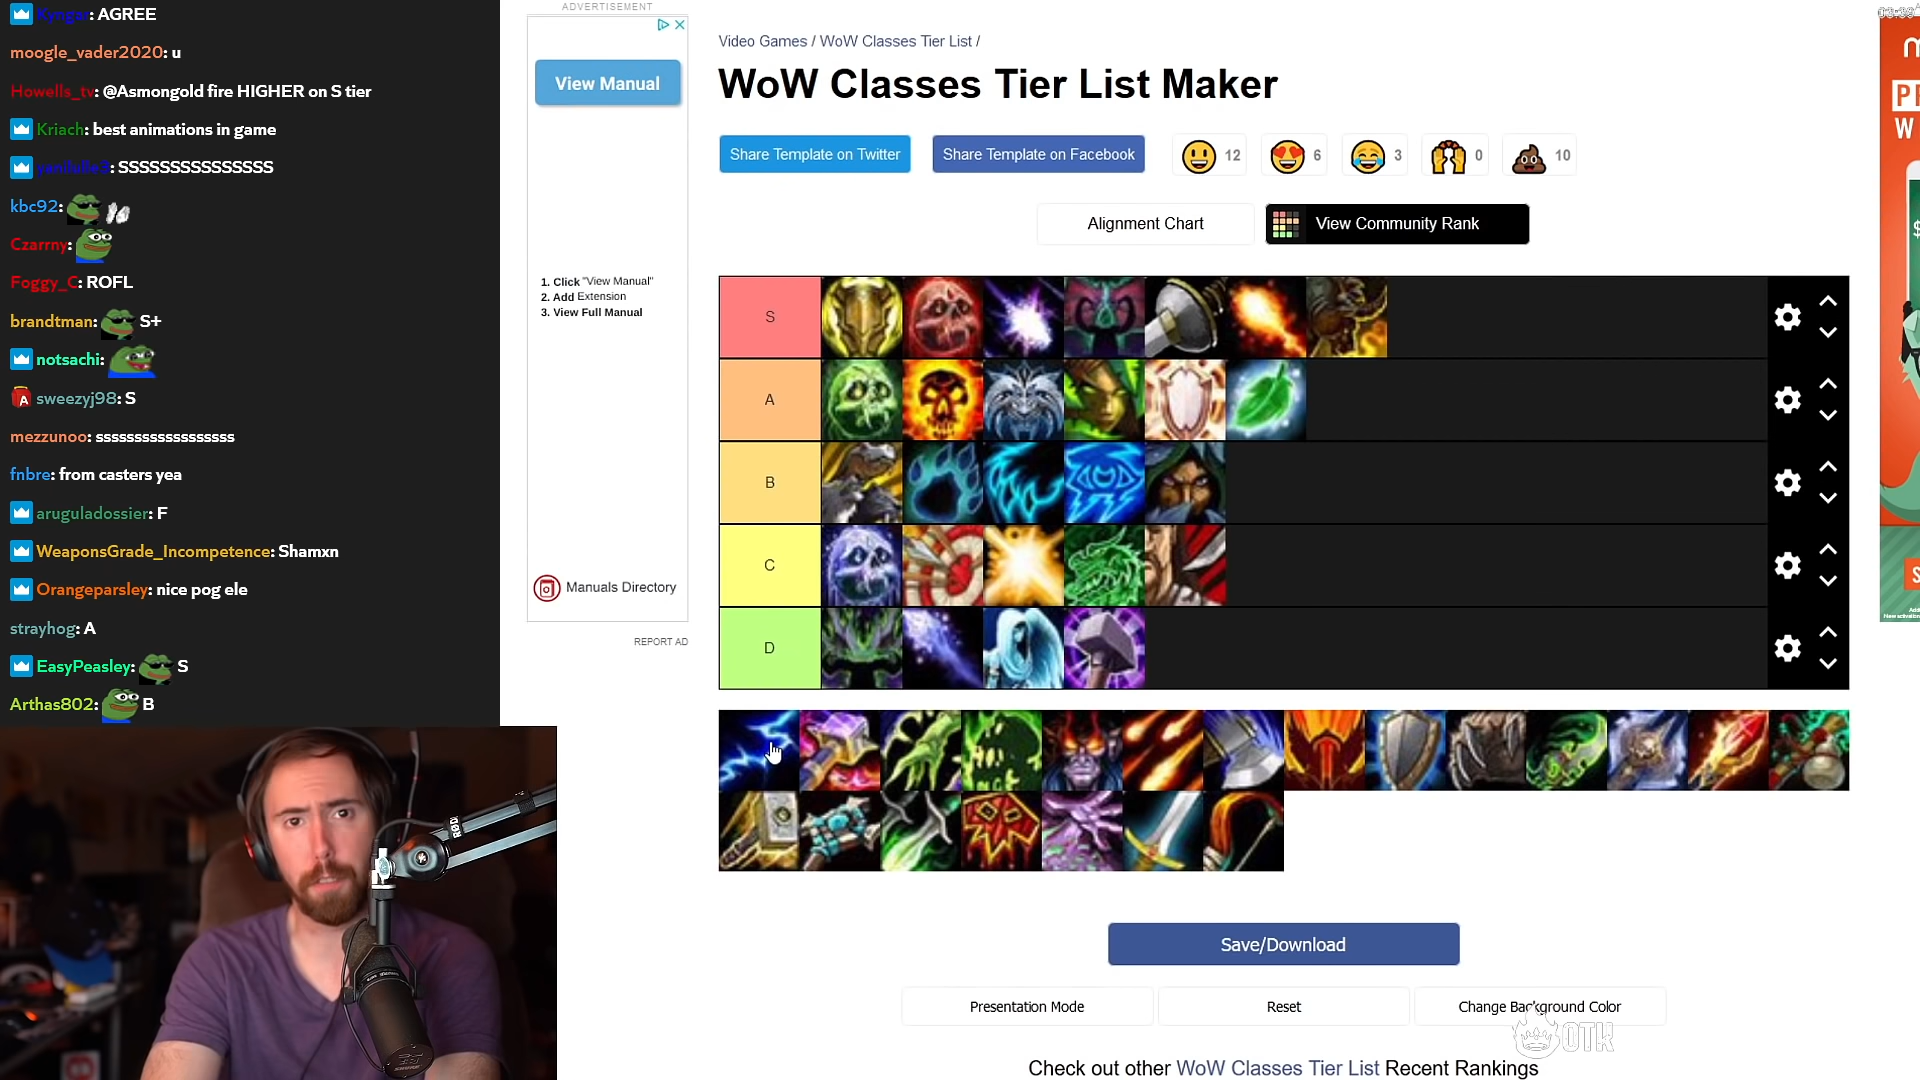 Kyngar: AGREE
moogle_vader2020: u
Howells_tv: @Asmongold fire HIGHER on S tier
Kriach: best animations in game
SSSSSSSSSSSSSSS
kbc92:
Czarrny:
Foggy_C: ROFL
brandtman: S+
notsachi:
A sweezyj98: S
mezzunoo: ssssssssssssssssss
fnbre: from casters yea
aruguladossier: F
WeaponsGrade_Incompetence: Shamxn
Orangeparsley: nice pog ele
strayhog: A
EasyPeasley: S
Arthas802: B
RØDE
ADVERTISEMENT
View Manual
1. Click "View Manual"
2. Add Extension
3. View Full Manual
Manuals Directory
REPORT AD
Video Games / WoW Classes Tier List /
WoW Classes Tier List Maker
Share Template on Twitter
Share Template on Facebook
12
6
3
0
10
Alignment Chart
View Community Rank
S
A
B
C
D
Save/Download
Presentation Mode
Reset
Change Background Color
OTK
Check out other WoW Classes Tier List Recent Rankings
P
W
$
S